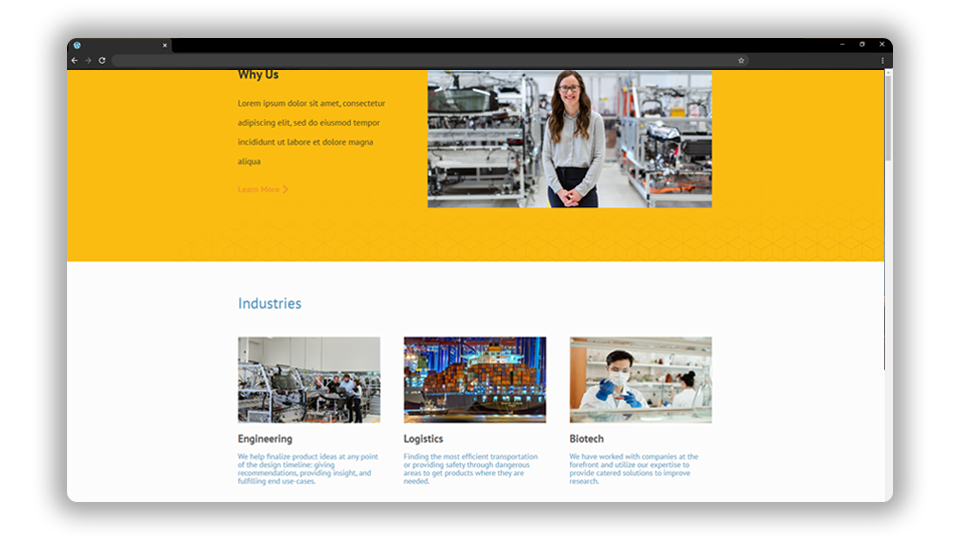 Why Us
Lorem ipsum dolor sit amet, consectetur
adipiscing elit, sed do eiusmod tempor
incididunt ut labore et dolore magna
aliqua
Learn More
Industries
Engineering
We help finalize product ideas at any point
of the design timeline: giving
recommendations, providing insight, and
fulfilling end use-cases.
Logistics
Finding the most efficient transportation
or providing safety through dangerous
areas to get products where they are
needed.
Biotech
We have worked with companies at the
forefront and utilize our expertise to
provide catered solutions to improve
research.